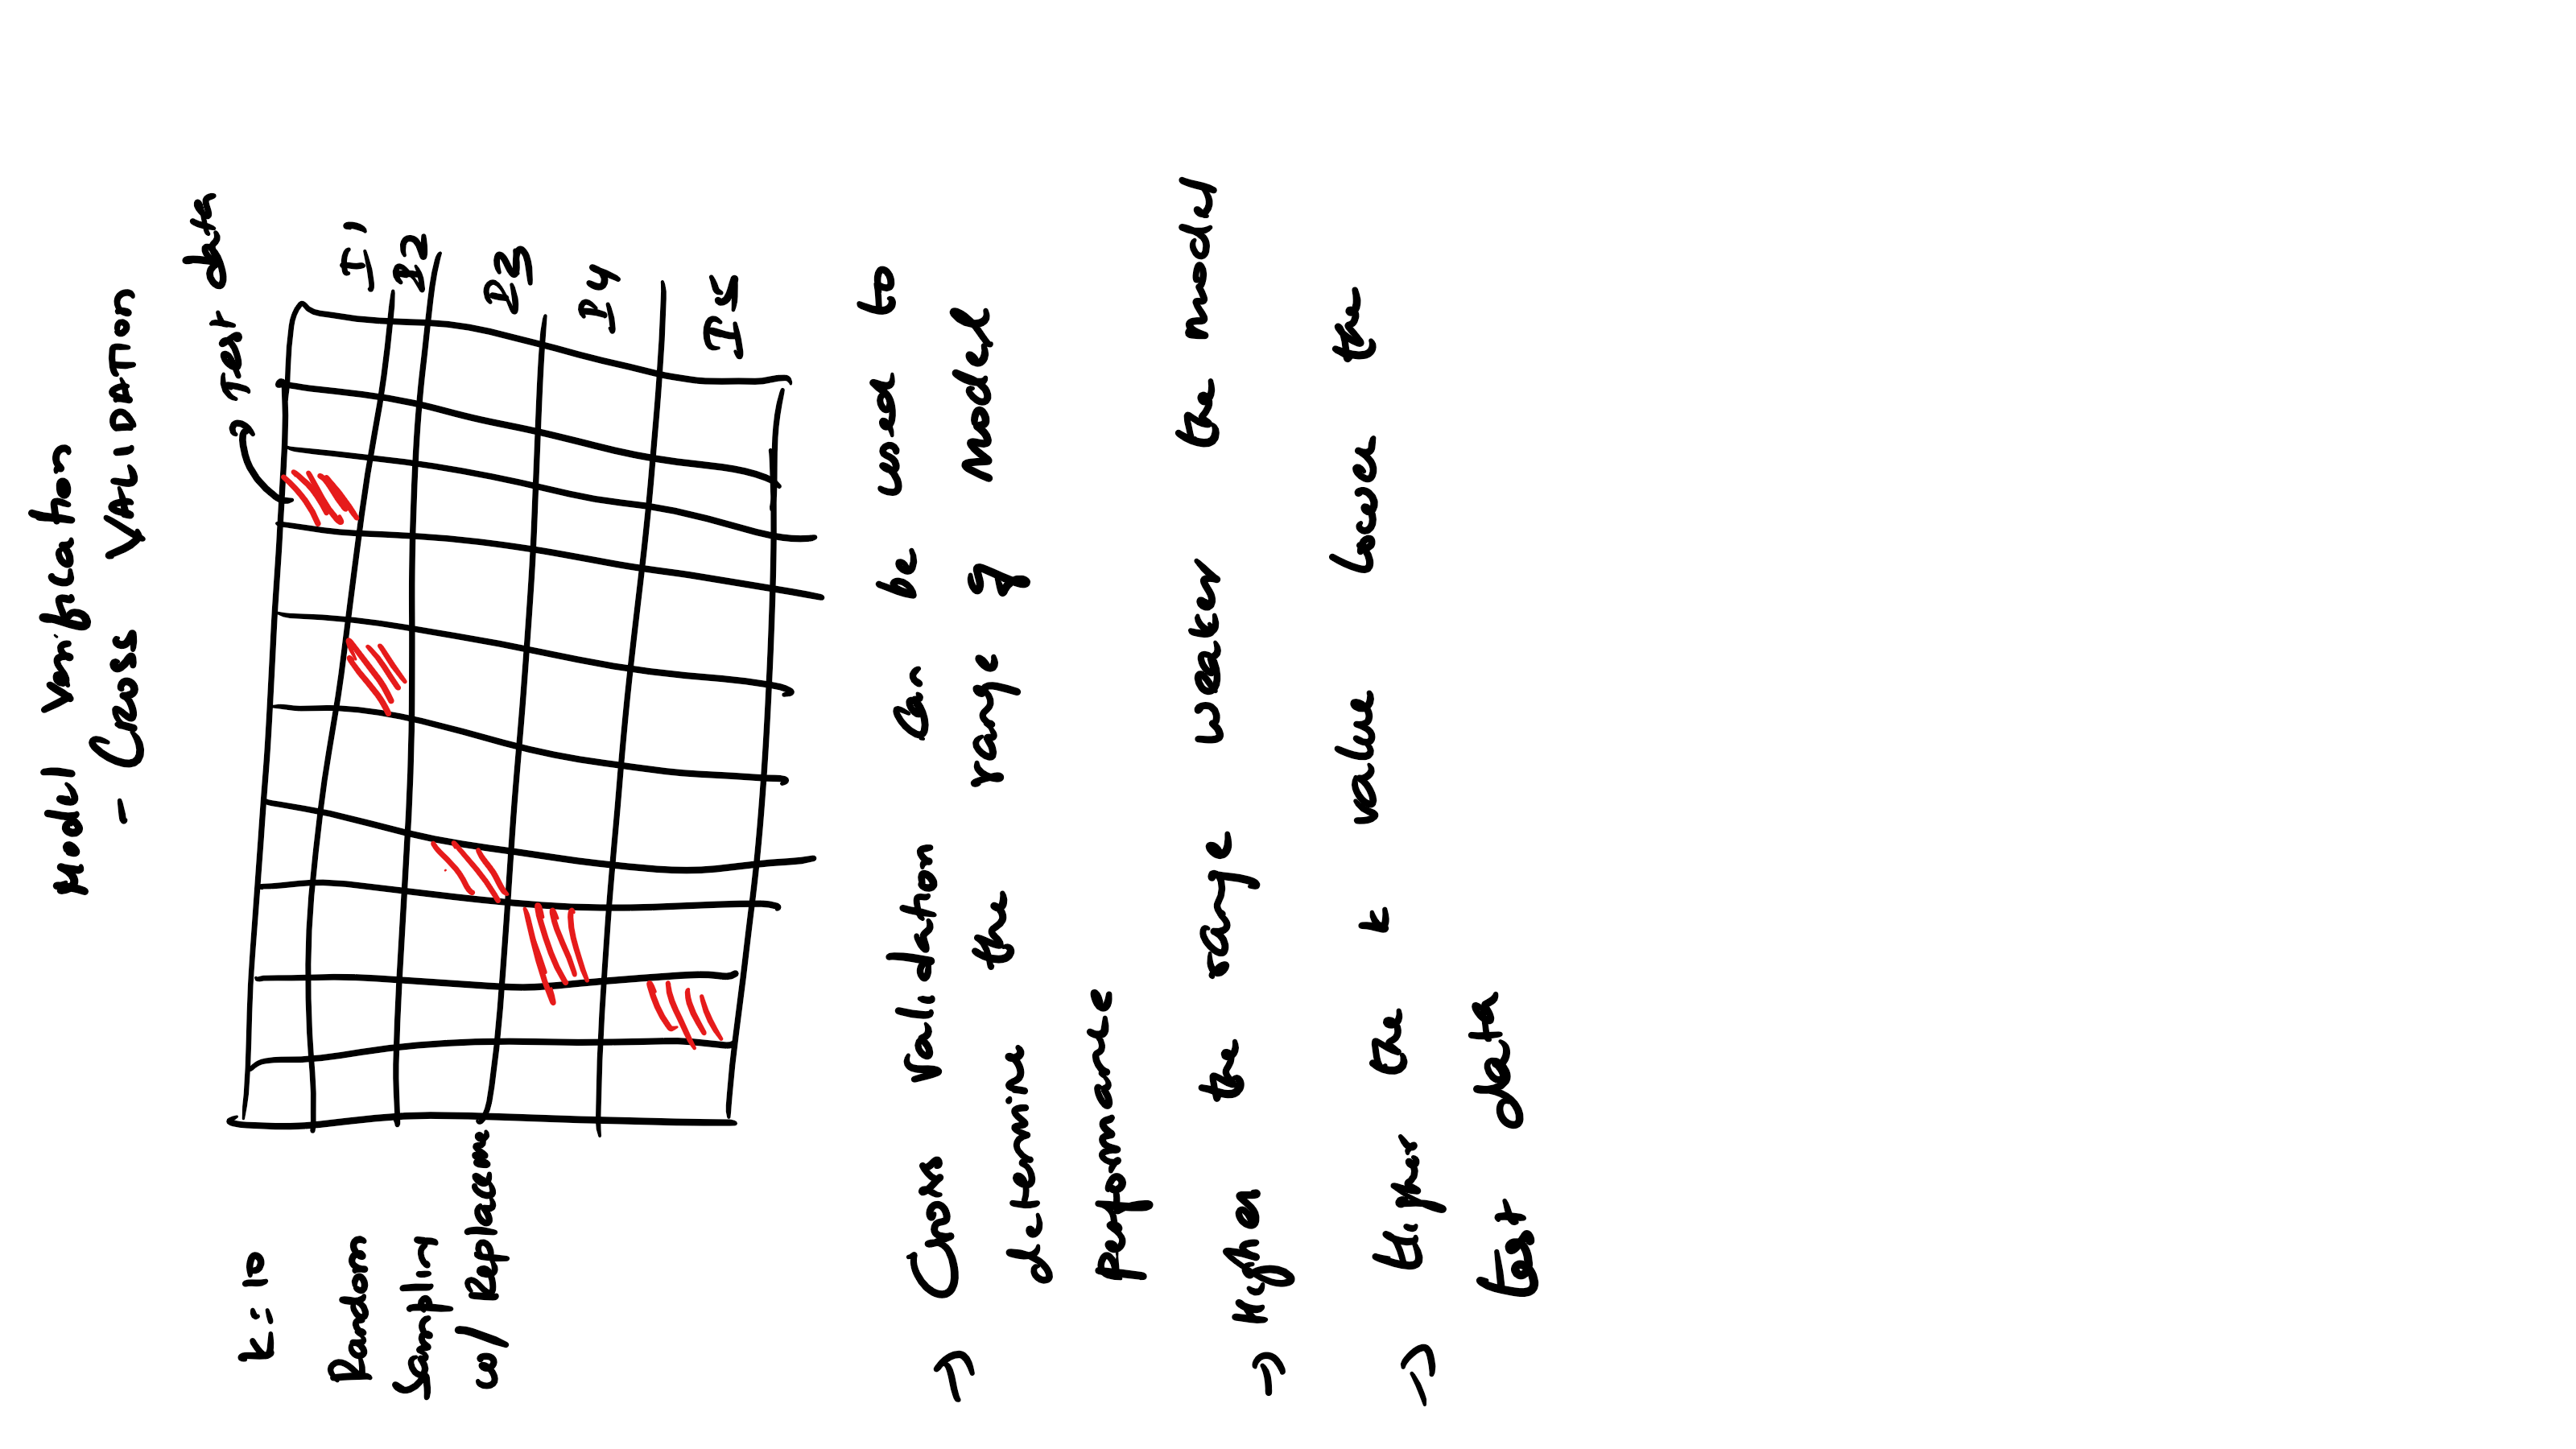 Model Verification
- CROSS VALIDATION
Test data
k=10
Random
Sampling
w/ Replaceme
I1
I2
I3
I4
I5
→ Cross Validation can be used to
determine the range of Model
Performance
→ Higher the range weaker the model
→ Higher the k value lower the
test data